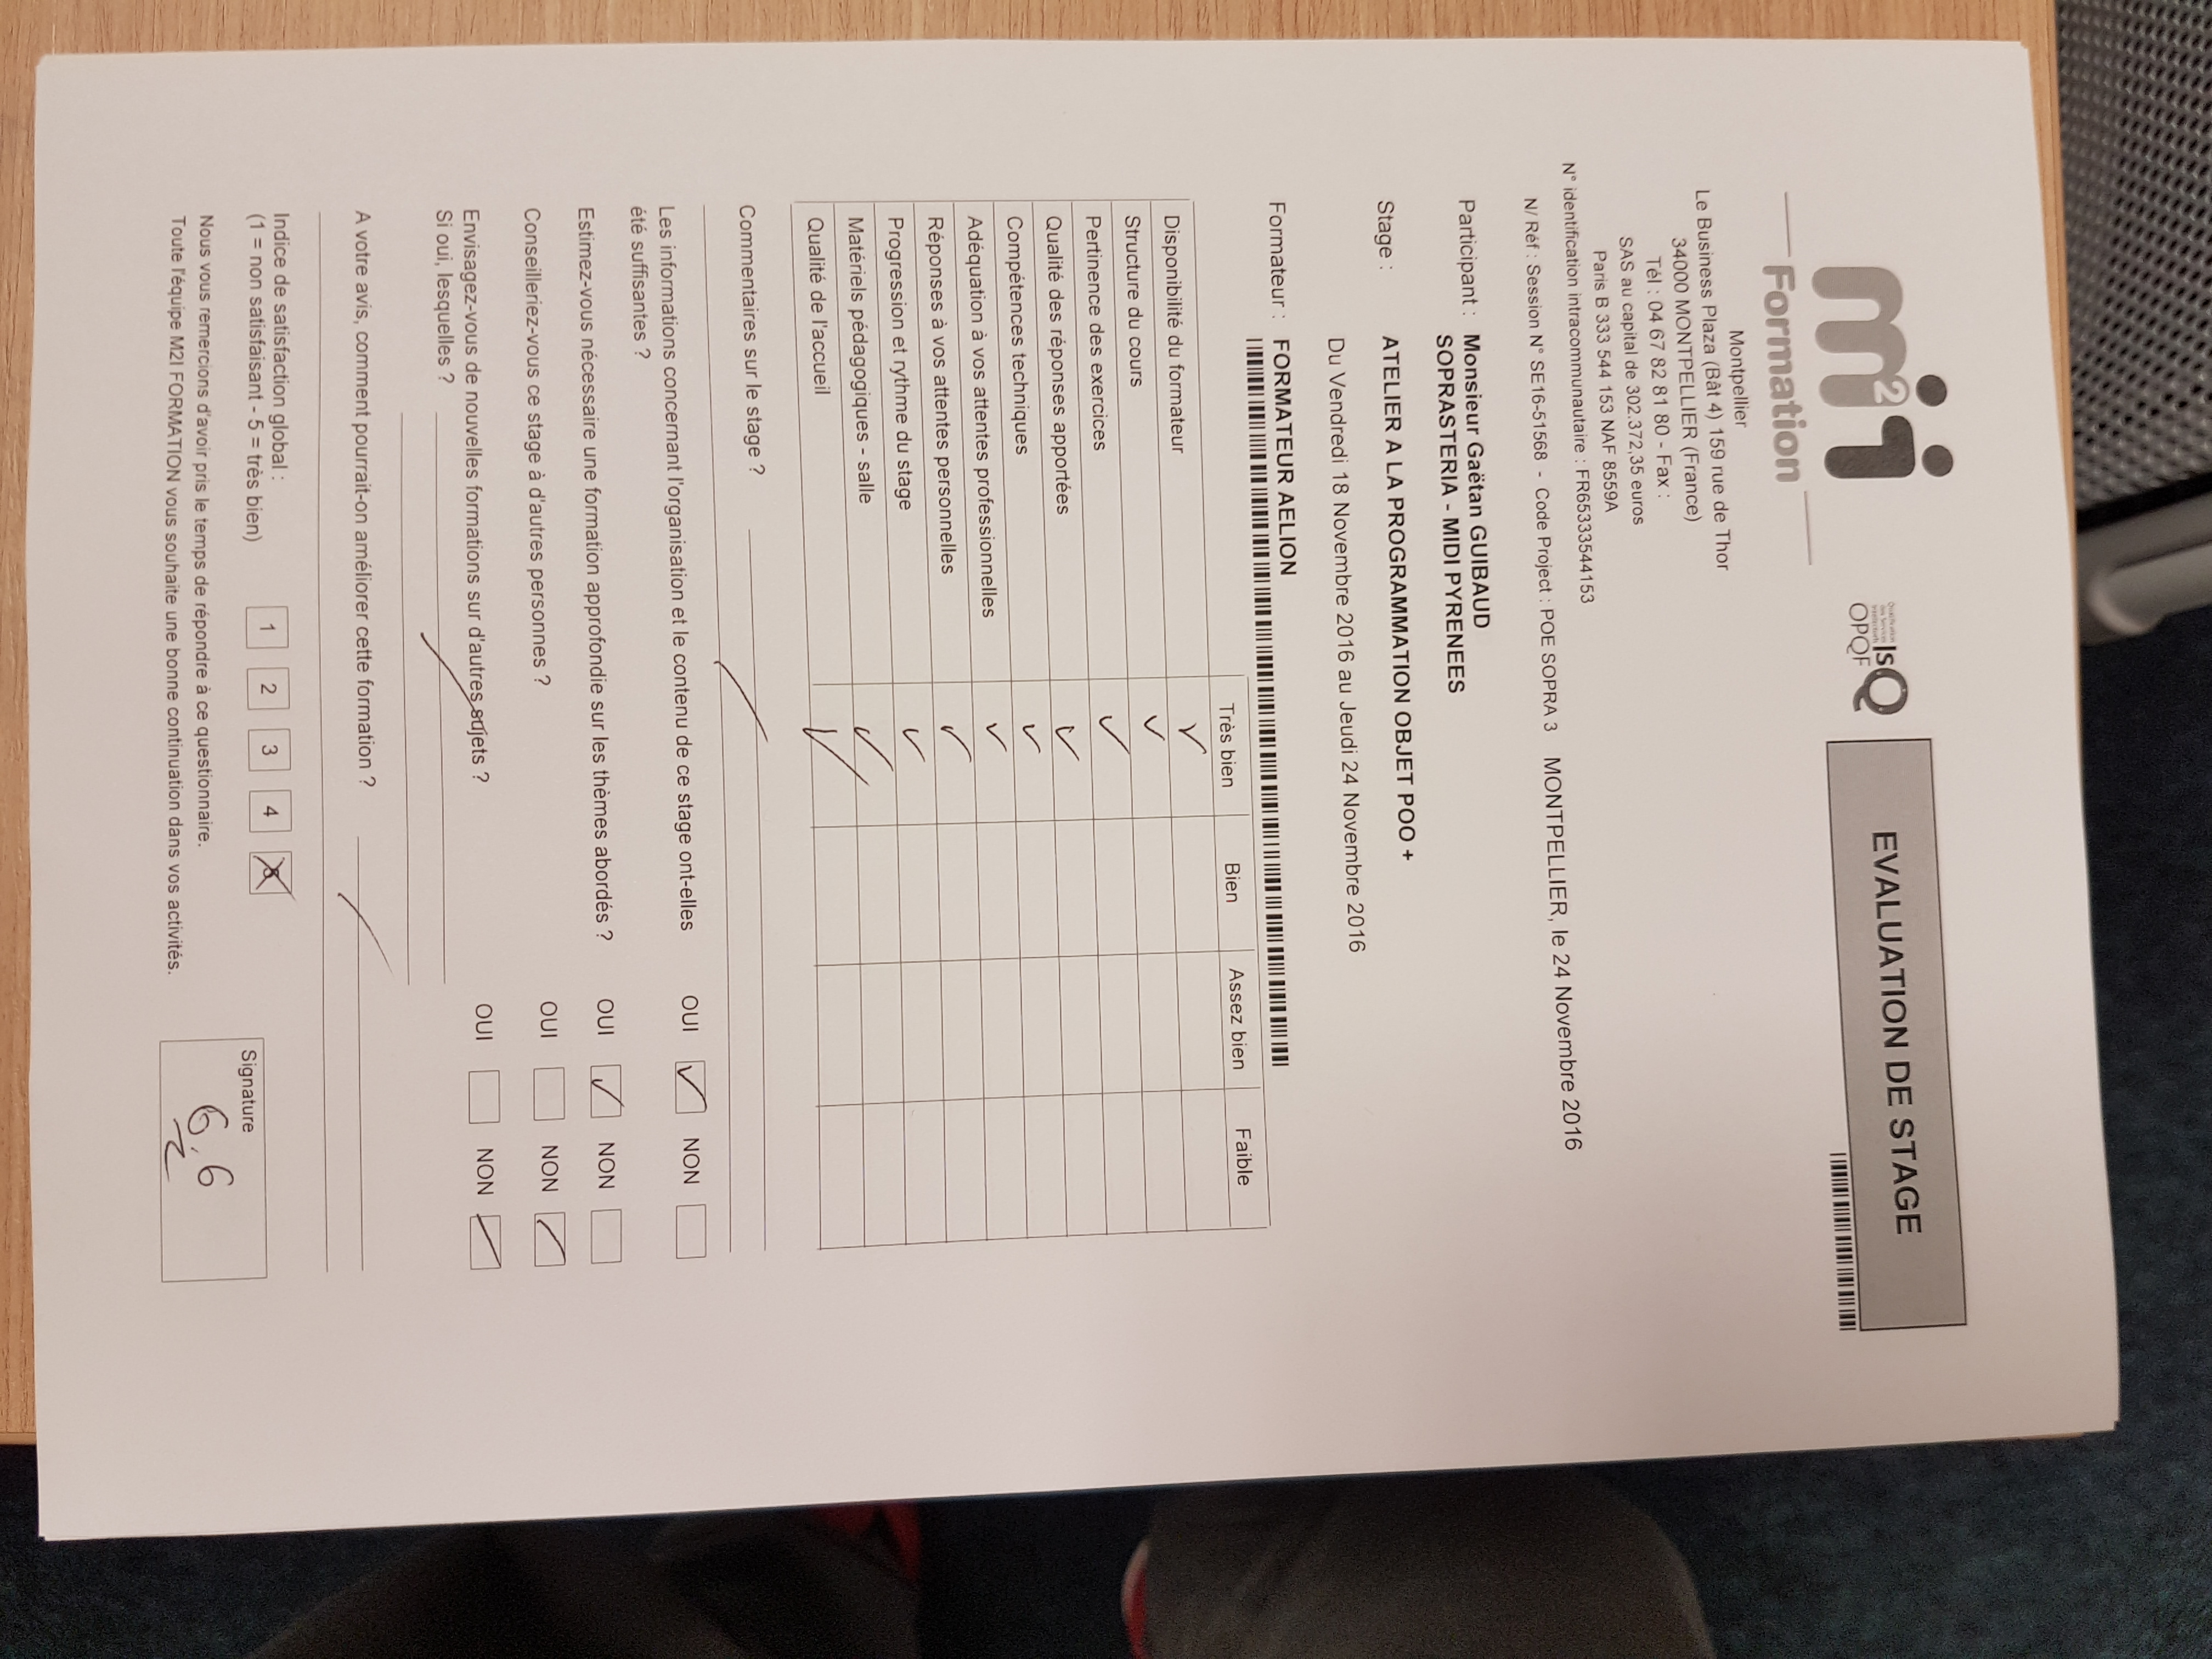 m2i
Formation
Qualification
des Services
Intellectuels
ISQ
OPQF
EVALUATION DE STAGE
Montpellier
Le Business Plaza (Bât 4) 159 rue de Thor
34000 MONTPELLIER (France)
Tél : 04 67 82 81 80 - Fax :
SAS au capital de 302.372,35 euros
Paris B 333 544 153 NAF 8559A
N° identification intracommunautaire : FR65333544153
N/ Réf : Session N° SE16-51568 - Code Project : POE SOPRA 3 MONTPELLIER, le 24 Novembre 2016
Participant : Monsieur Gaëtan GUIBAUD
SOPRASTERIA - MIDI PYRENEES
Stage : ATELIER A LA PROGRAMMATION OBJET POO +
Du Vendredi 18 Novembre 2016 au Jeudi 24 Novembre 2016
Formateur : FORMATEUR AELION
Très bien Bien Assez bien Faible
Disponibilité du formateur
Structure du cours
Pertinence des exercices
Qualité des réponses apportées
Compétences techniques
Adéquation à vos attentes professionnelles
Réponses à vos attentes personnelles
Progression et rythme du stage
Matériels pédagogiques - salle
Qualité de l'accueil
Commentaires sur le stage ?
Les informations concernant l'organisation et le contenu de ce stage ont-elles OUI NON
été suffisantes ?
Estimez-vous nécessaire une formation approfondie sur les thèmes abordés ? OUI NON
Conseilleriez-vous ce stage à d'autres personnes ? OUI NON
Envisagez-vous de nouvelles formations sur d'autres sujets ? OUI NON
Si oui, lesquelles ?
A votre avis, comment pourrait-on améliorer cette formation ?
Indice de satisfaction global : 1 2 3 4 5
(1 = non satisfaisant - 5 = très bien)
Signature
Nous vous remercions d'avoir pris le temps de répondre à ce questionnaire.
Toute l'équipe M2I FORMATION vous souhaite une bonne continuation dans vos activités.